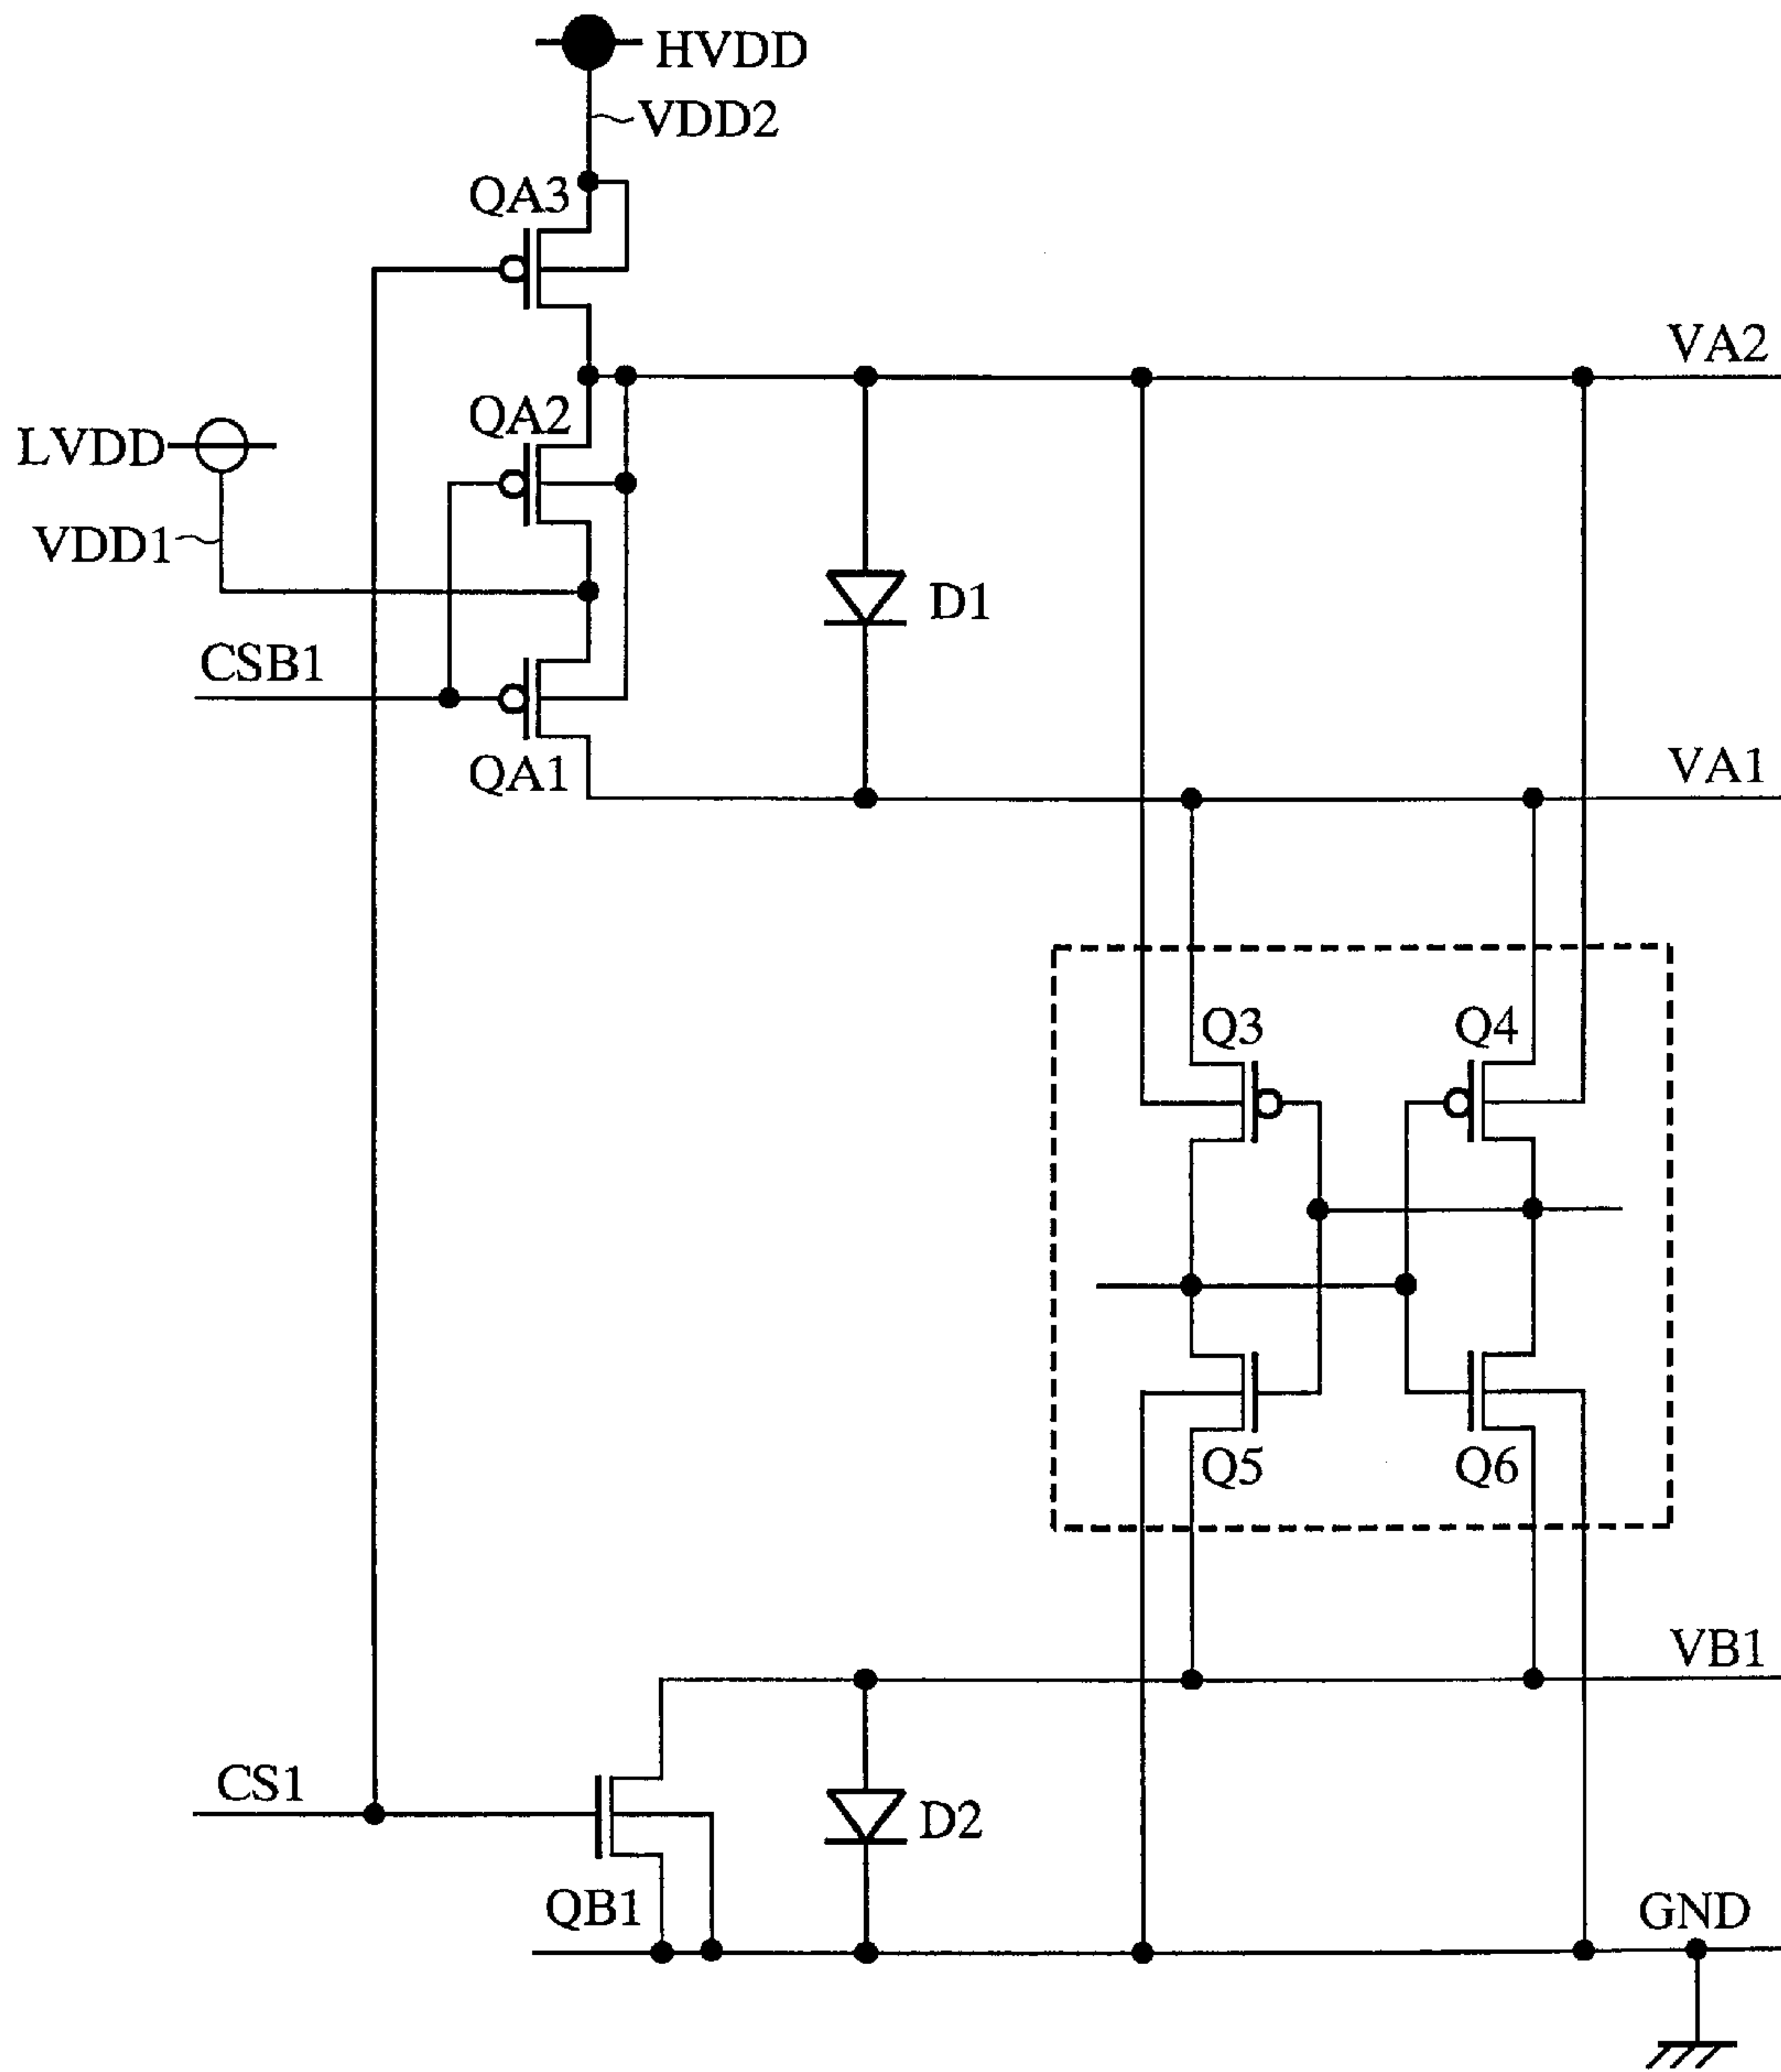 HVDD
VDD2
QA3
VA2
QA2
LVDD
VDD1
D1
CSB1
QA1
VA1
Q3
Q4
Q5
Q6
VB1
CS1
D2
QB1
GND